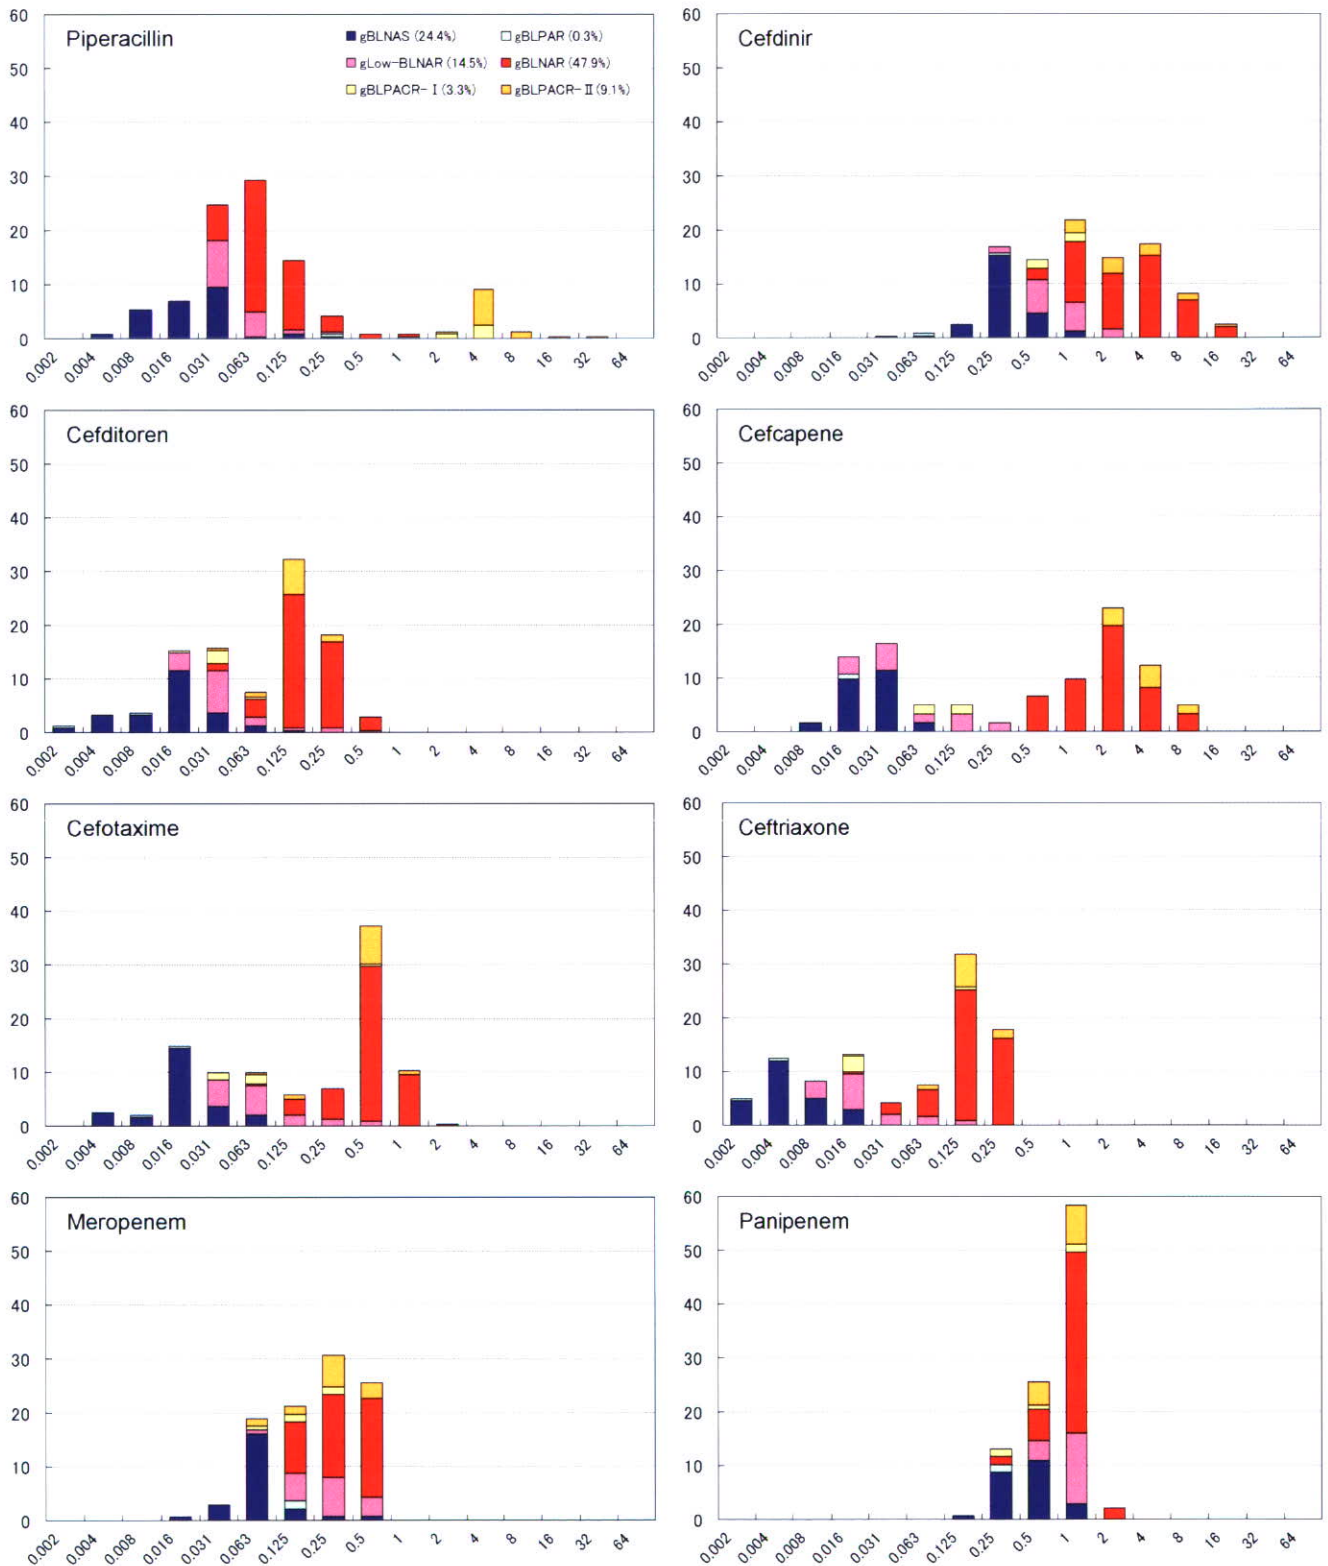 Piperacillin
gBLNAS (24.4%) gBLPAR (0.3%)
gLow-BLNAR (14.5%) gBLNAR (47.9%)
gBLPACR-Ⅰ (3.3%) gBLPACR-Ⅱ (9.1%)
60
50
40
30
20
10
0
0.002 0.004 0.008 0.016 0.031 0.063 0.125 0.25 0.5 1 2 4 8 16 32 64
Cefdinir
60
50
40
30
20
10
0
0.002 0.004 0.008 0.016 0.031 0.063 0.125 0.25 0.5 1 2 4 8 16 32 64
Cefditoren
60
50
40
30
20
10
0
0.002 0.004 0.008 0.016 0.031 0.063 0.125 0.25 0.5 1 2 4 8 16 32 64
Cefcapene
60
50
40
30
20
10
0
0.002 0.004 0.008 0.016 0.031 0.063 0.125 0.25 0.5 1 2 4 8 16 32 64
Cefotaxime
60
50
40
30
20
10
0
0.002 0.004 0.008 0.016 0.031 0.063 0.125 0.25 0.5 1 2 4 8 16 32 64
Ceftriaxone
60
50
40
30
20
10
0
0.002 0.004 0.008 0.016 0.031 0.063 0.125 0.25 0.5 1 2 4 8 16 32 64
Meropenem
60
50
40
30
20
10
0
0.002 0.004 0.008 0.016 0.031 0.063 0.125 0.25 0.5 1 2 4 8 16 32 64
Panipenem
60
50
40
30
20
10
0
0.002 0.004 0.008 0.016 0.031 0.063 0.125 0.25 0.5 1 2 4 8 16 32 64